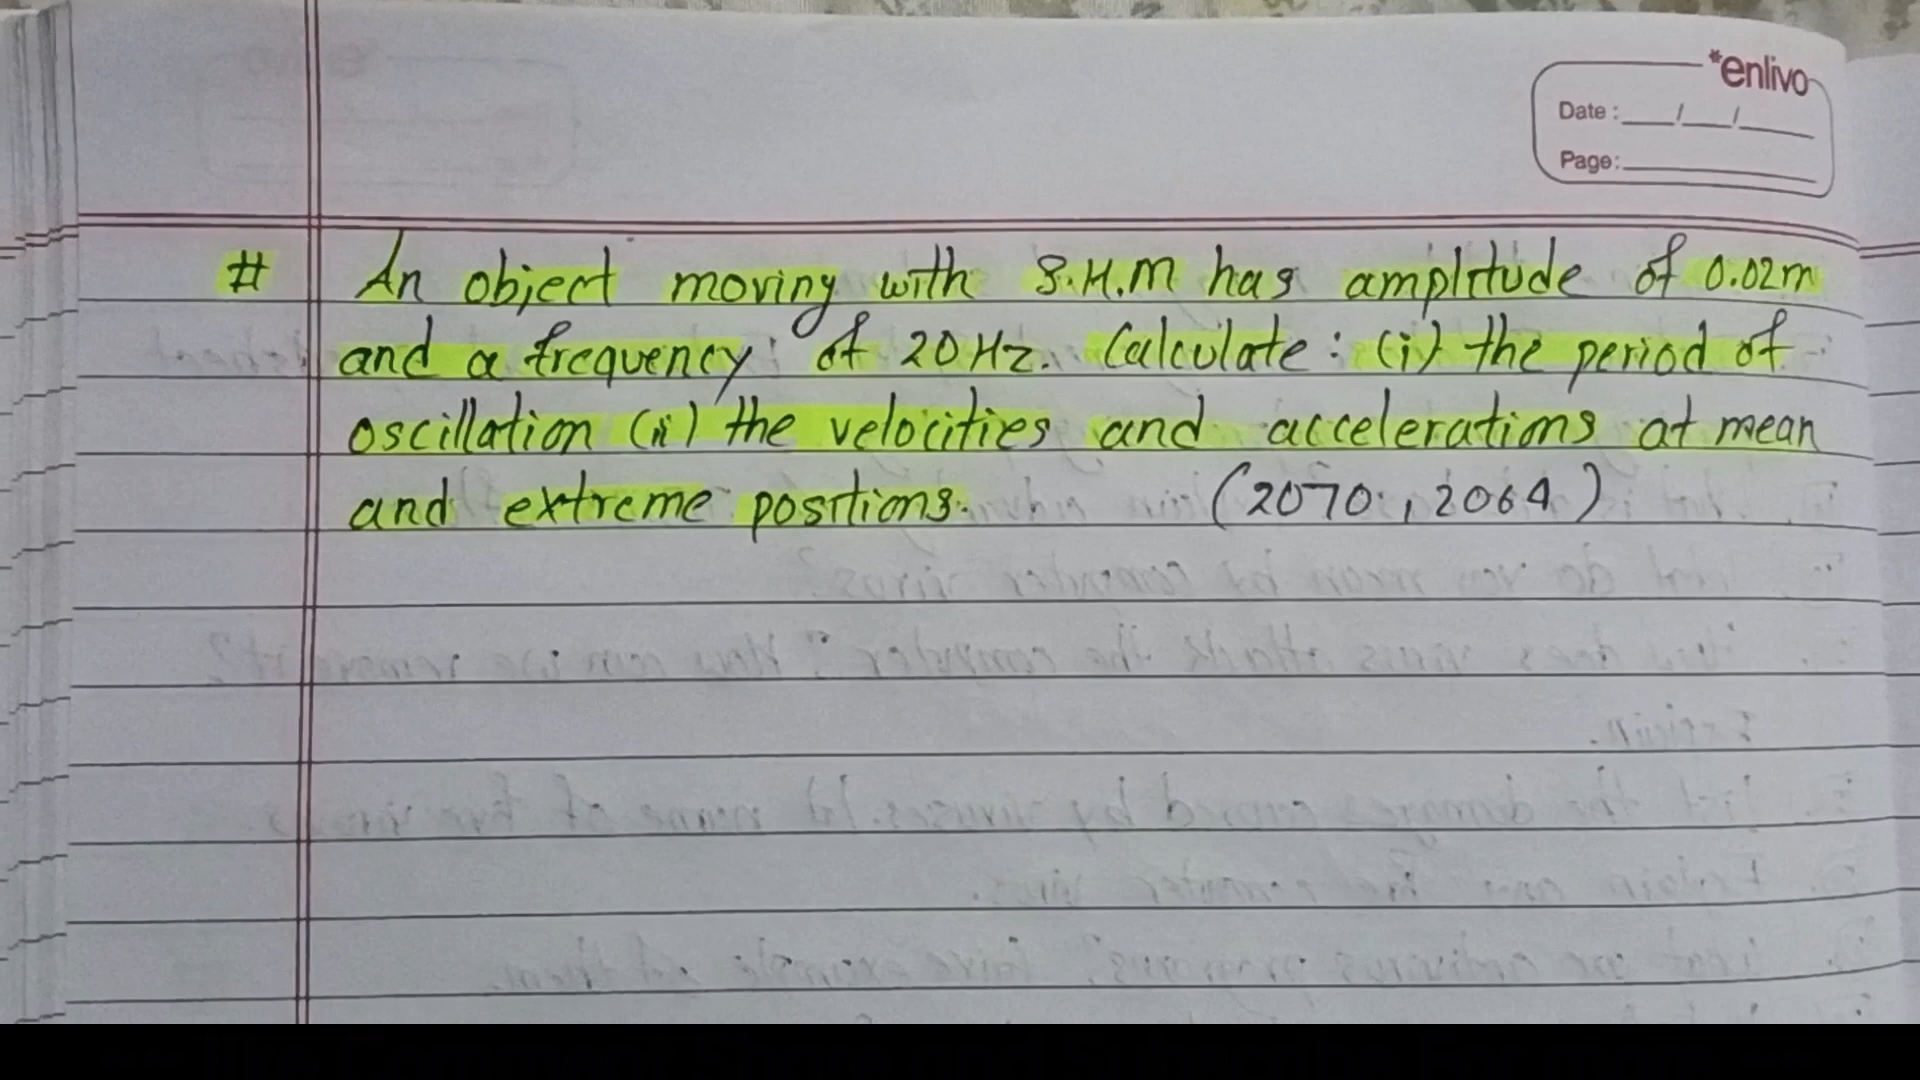 *enlivo
Date : __/__/__
Page:
# An object moving with S.H.M has amplitude of 0.02m
and a frequency of 20Hz. Calculate: (i) the period of
oscillation (ii) the velocities and accelerations at mean
and extreme positions. (2070, 2064)